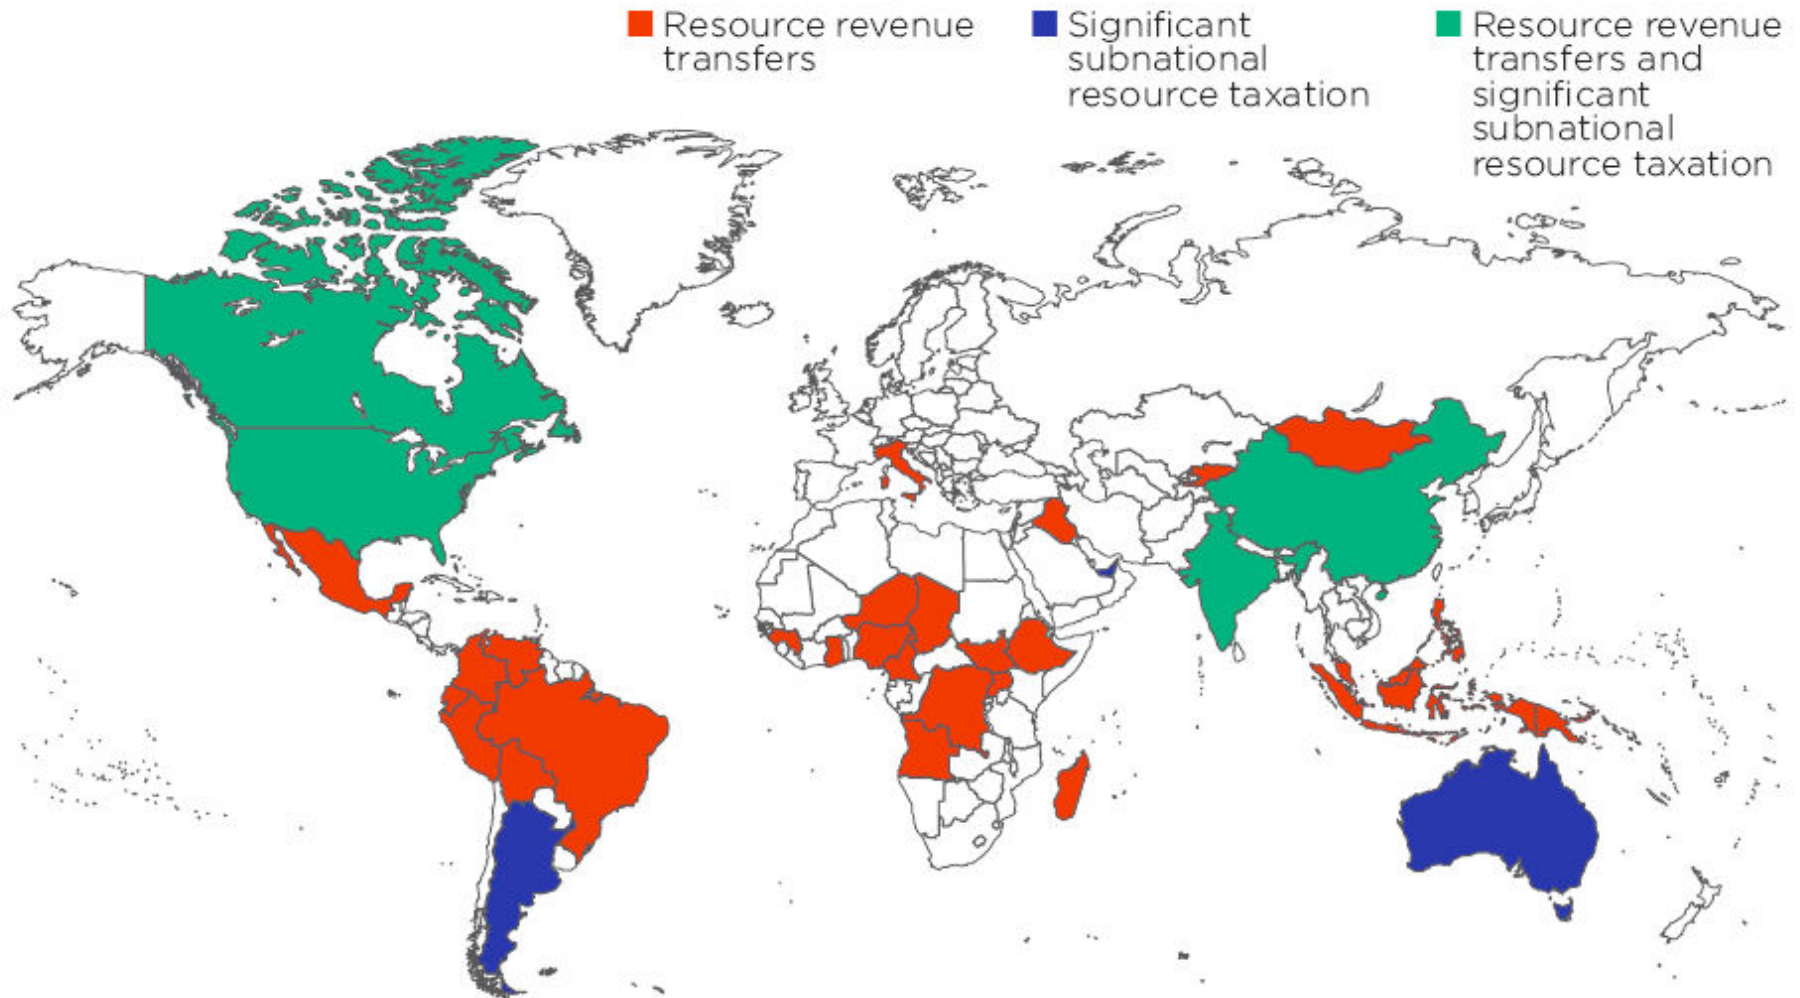 Resource revenue
transfers
Significant
subnational
resource taxation
Resource revenue
transfers and
significant
subnational
resource taxation